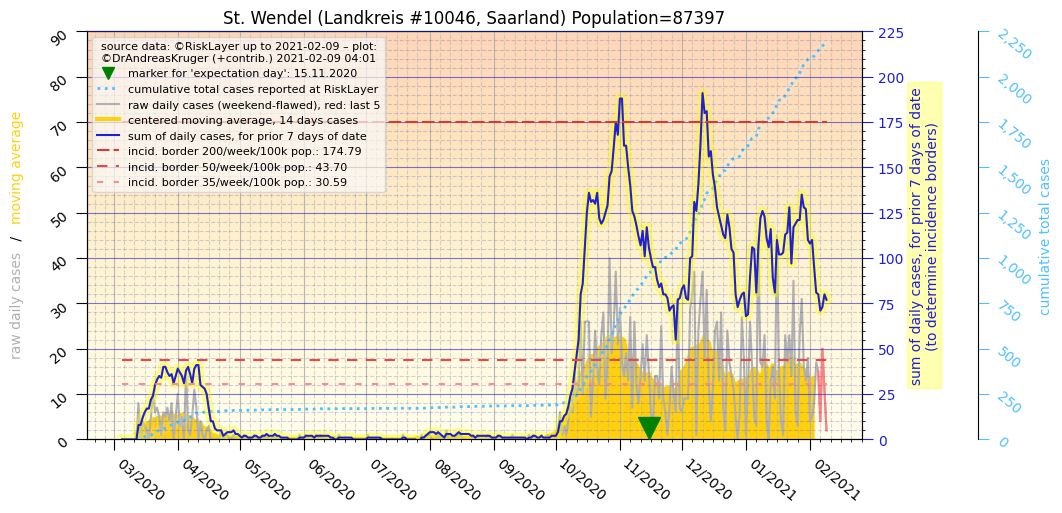 St. Wendel (Landkreis #10046, Saarland) Population=87397
source data: ©RiskLayer up to 2021-02-09 – plot:
©DrAndreasKruger (+contrib.) 2021-02-09 04:01
marker for 'expectation day': 15.11.2020
cumulative total cases reported at RiskLayer
raw daily cases (weekend-flawed), red: last 5
centered moving average, 14 days cases
sum of daily cases, for prior 7 days of date
incid. border 200/week/100k pop.: 174.79
incid. border 50/week/100k pop.: 43.70
incid. border 35/week/100k pop.: 30.59
raw daily cases / moving average
90
80
70
60
50
40
30
20
10
0
03/2020
04/2020
05/2020
06/2020
07/2020
08/2020
09/2020
10/2020
11/2020
12/2020
01/2021
02/2021
225
200
175
150
125
100
75
50
25
0
sum of daily cases, for prior 7 days of date
(to determine incidence borders)
2,250
2,000
1,750
1,500
1,250
1,000
750
500
250
0
cumulative total cases